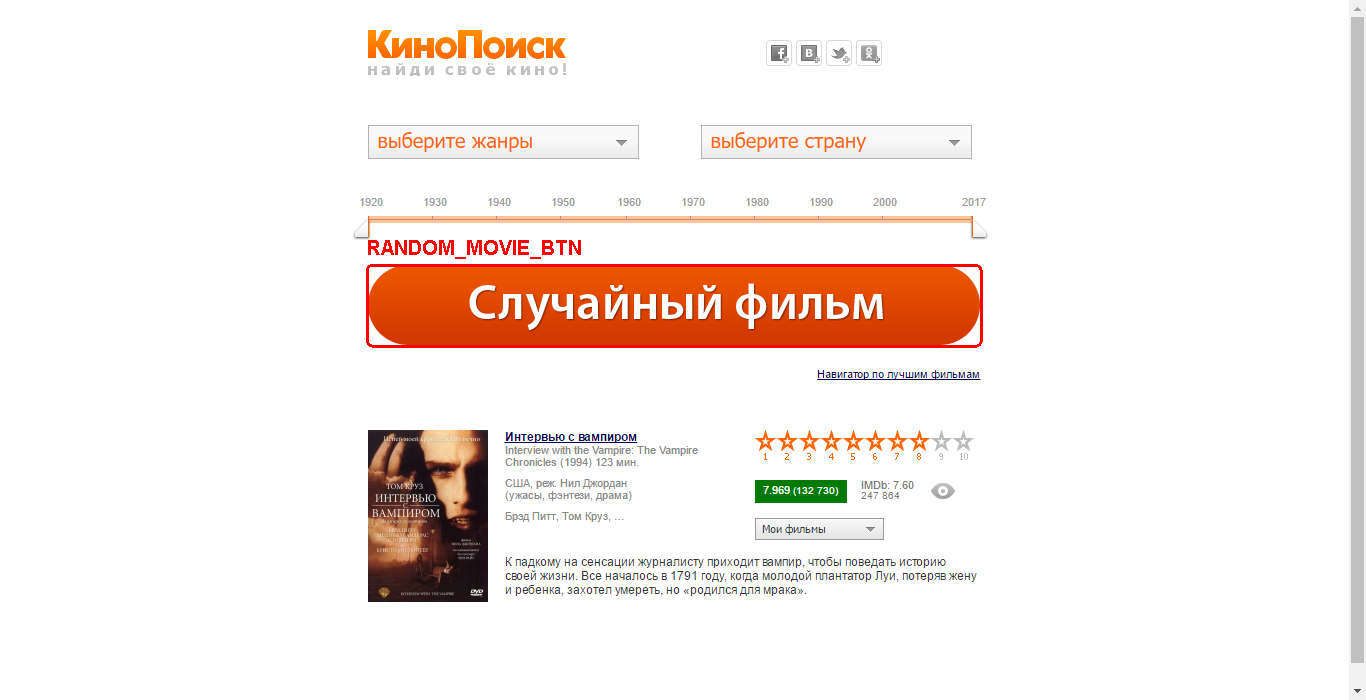 КиноПоиск
найди своё кино!
выберите жанры
выберите страну
1920 1930 1940 1950 1960 1970 1980 1990 2000 2017
RANDOM_MOVIE_BTN
Случайный фильм
Навигатор по лучшим фильмам
ТОМ КРУЗ
ИНТЕРВЬЮ
С
ВАМПИРОМ
INTERVIEW WITH THE VAMPIRE
DVD
Интервью с вампиром
Interview with the Vampire: The Vampire
Chronicles (1994) 123 мин.
США, реж. Нил Джордан
(ужасы, фэнтези, драма)
Брэд Питт, Том Круз, ...
1 2 3 4 5 6 7 8 9 10
7.969 (132 730)
IMDb: 7.60
247 864
Мои фильмы
К падкому на сенсации журналисту приходит вампир, чтобы поведать историю
своей жизни. Все началось в 1791 году, когда молодой плантатор Луи, потеряв жену
и ребенка, захотел умереть, но «родился для мрака».